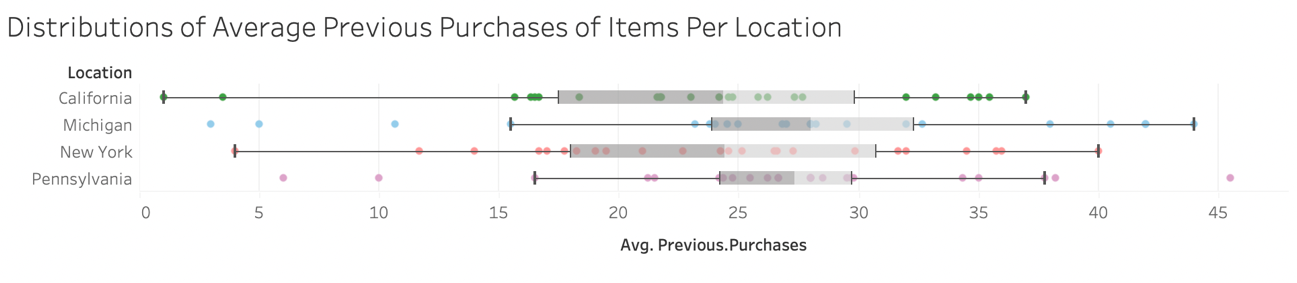 Distributions of Average Previous Purchases of Items Per Location
Location
California
Michigan
New York
Pennsylvania
0 5 10 15 20 25 30 35 40 45
Avg. Previous.Purchases